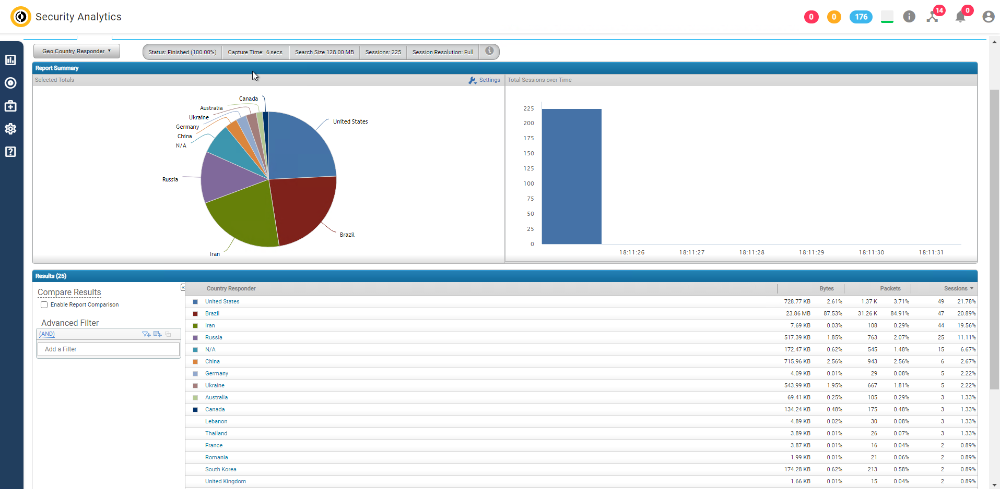 Security Analytics
0 0 176 14 0
Geo:Country Responder
Status: Finished (100.00%) Capture Time: 6 secs Search Size 128.00 MB Sessions: 225 Session Resolution: Full
Report Summary
Selected Totals Settings Total Sessions over Time
Canada
Australia
Ukraine
Germany
China
N/A
United States
Russia
Brazil
Iran
225
200
175
150
125
100
75
50
25
0
18:11:26 18:11:27 18:11:28 18:11:29 18:11:30 18:11:31
Results (25)
Compare Results
Enable Report Comparison
Advanced Filter
(AND)
Add a Filter
Country Responder Bytes Packets Sessions
United States 728.77 KB 2.61% 1.37 K 3.71% 49 21.78%
Brazil 23.86 MB 87.53% 31.26 K 84.91% 47 20.89%
Iran 7.69 KB 0.03% 108 0.29% 44 19.56%
Russia 517.39 KB 1.85% 763 2.07% 25 11.11%
N/A 172.47 KB 0.62% 545 1.48% 15 6.67%
China 715.96 KB 2.56% 943 2.56% 6 2.67%
Germany 4.09 KB 0.01% 29 0.08% 5 2.22%
Ukraine 543.99 KB 1.95% 667 1.81% 5 2.22%
Australia 69.41 KB 0.25% 105 0.29% 3 1.33%
Canada 134.24 KB 0.48% 175 0.48% 3 1.33%
Lebanon 4.89 KB 0.02% 30 0.08% 3 1.33%
Thailand 3.89 KB 0.01% 26 0.07% 3 1.33%
France 3.87 KB 0.01% 16 0.04% 2 0.89%
Romania 1.99 KB 0.01% 21 0.06% 2 0.89%
South Korea 174.28 KB 0.62% 213 0.58% 2 0.89%
United Kingdom 1.66 KB 0.01% 15 0.04% 2 0.89%